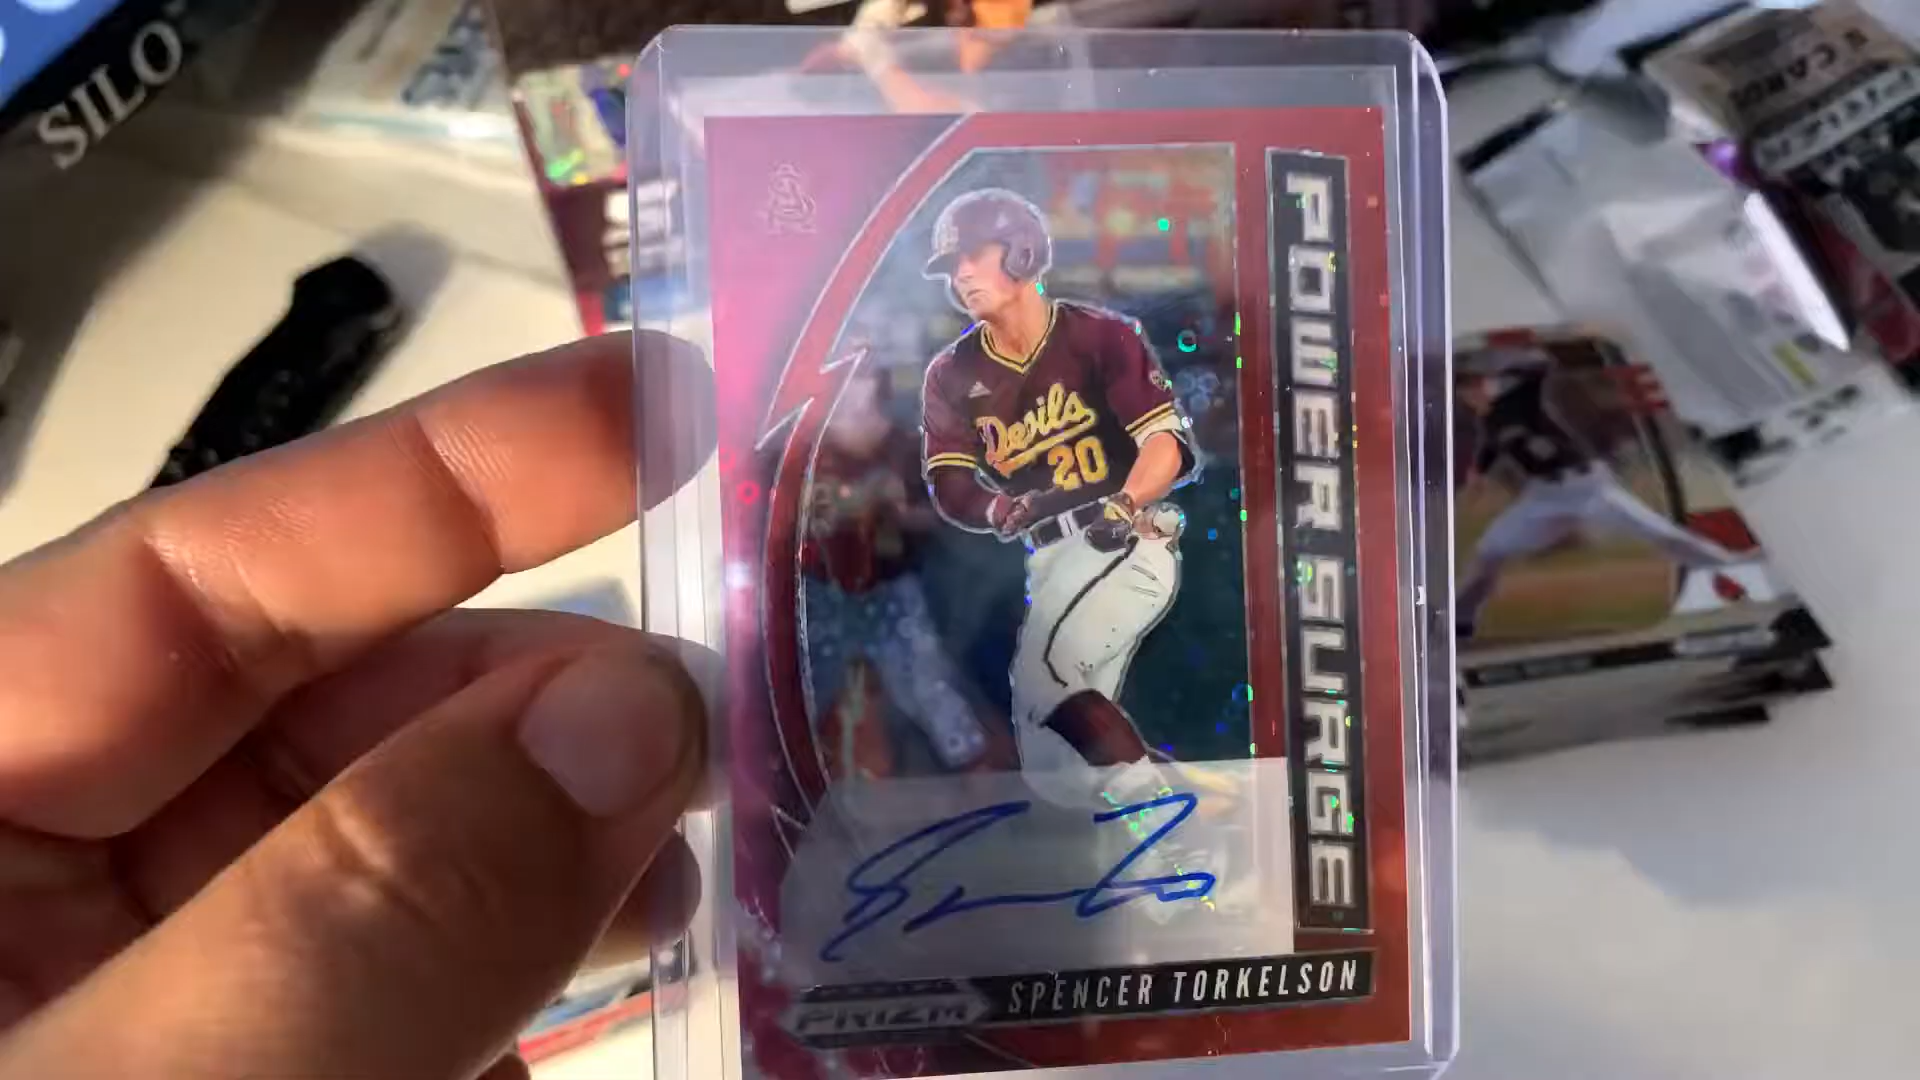 SILO
POWER SURGE
Devils
20
SPENCER TORKELSON
PRIZM